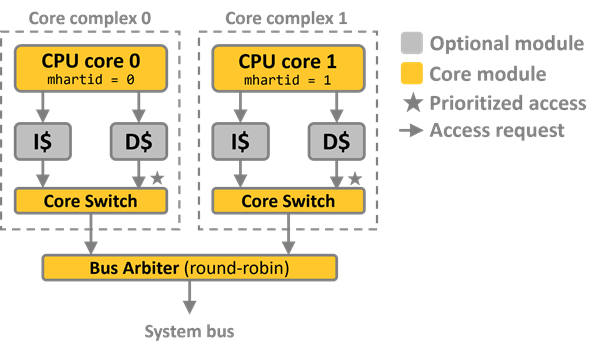 Core complex 0
Core complex 1
CPU core 0
mhartid = 0
CPU core 1
mhartid = 1
I$
D$
I$
D$
Core Switch
Core Switch
Bus Arbiter (round-robin)
System bus
Optional module
Core module
Prioritized access
Access request